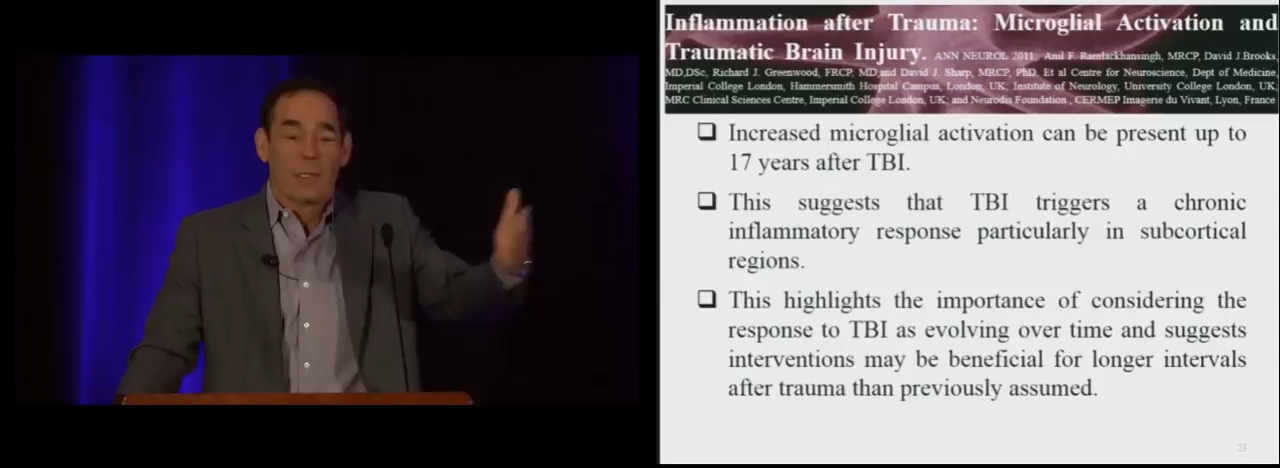 Inflammation after Trauma: Microglial Activation and
Traumatic Brain Injury. ANN NEUROL 2011; Anil F. Ramlackhansingh, MRCP, David J.Brooks,
MD,DSc, Richard J. Greenwood, FRCP, MD;and David J. Sharp, MRCP, PhD. Et al Centre for Neuroscience, Dept of Medicine,
Imperial College London, Hammersmith Hospital Campus, London, UK; Institute of Neurology, University College London, UK,
MRC Clinical Sciences Centre, Imperial College London, UK; and Neurodis Foundation , CERMEP Imagerie du Vivant, Lyon, France.
❑ Increased microglial activation can be present up to
17 years after TBI.
❑ This suggests that TBI triggers a chronic
inflammatory response particularly in subcortical
regions.
❑ This highlights the importance of considering the
response to TBI as evolving over time and suggests
interventions may be beneficial for longer intervals
after trauma than previously assumed.